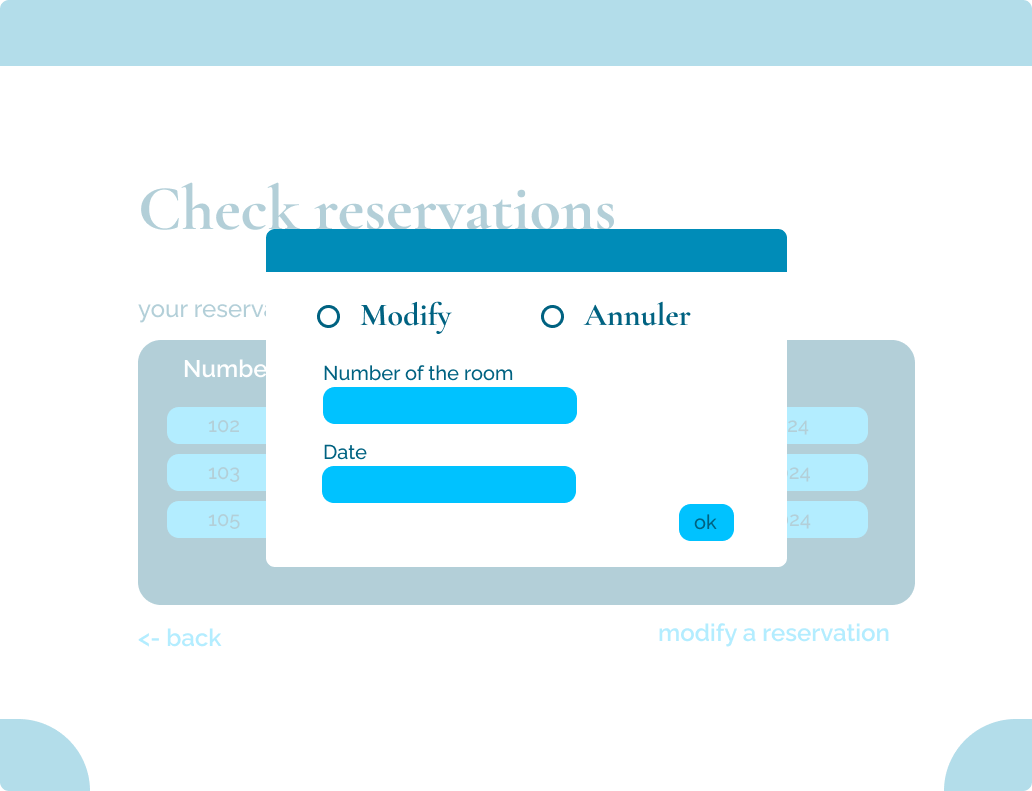 Check reservations
your reserva
Modify
Annuler
Numbe
Number of the room
102
24
Date
103
24
105
024
ok
<- back
modify a reservation